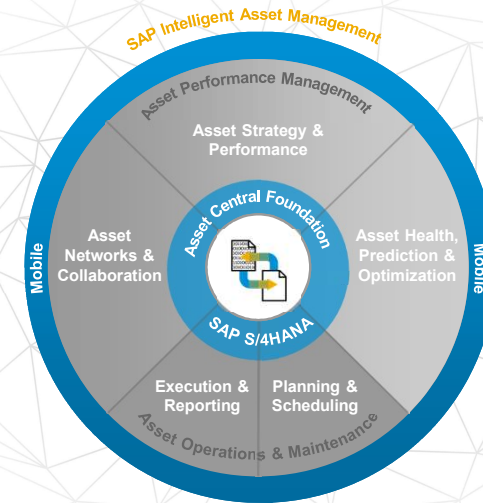 SAP Intelligent Asset Management
Asset Performance Management
Asset Strategy &
Performance
Asset Central Foundation
Mobile
Asset
Networks &
Collaboration
Asset Health,
Prediction &
Optimization
Mobile
SAP S/4HANA
Execution &
Reporting
Planning &
Scheduling
Asset Operations & Maintenance